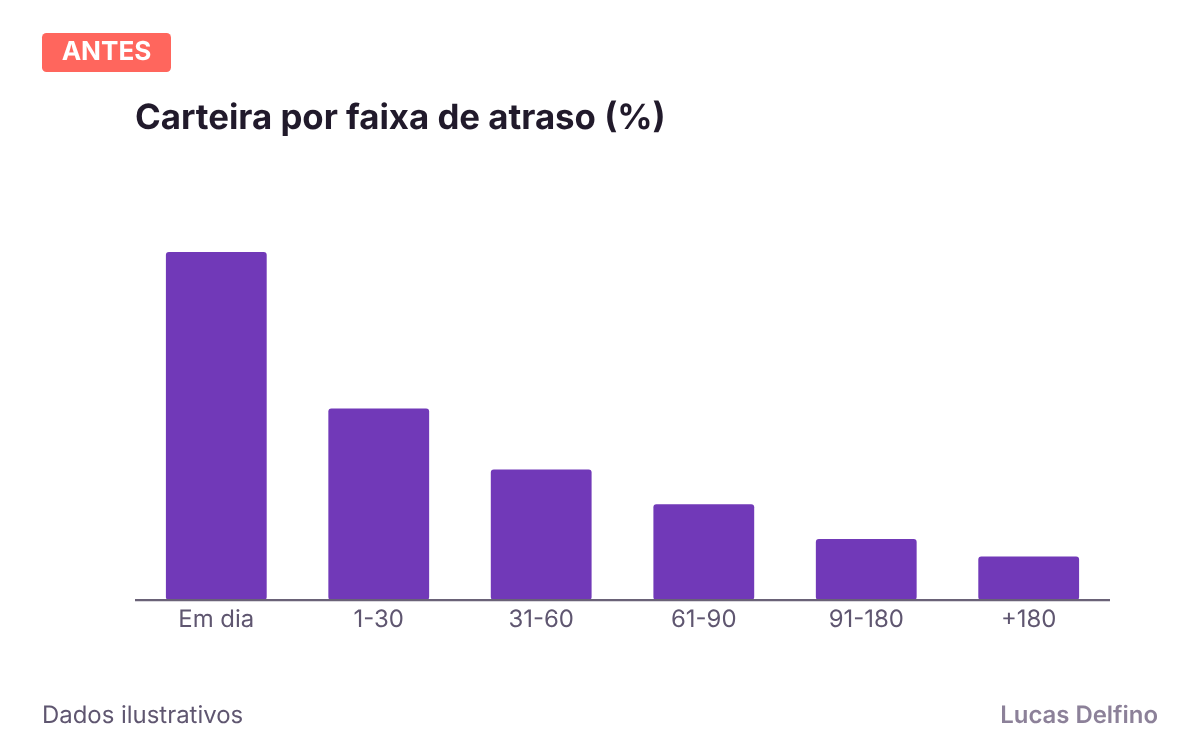 ANTES
Carteira por faixa de atraso (%)
Em dia 1-30 31-60 61-90 91-180 +180
Dados ilustrativos Lucas Delfino